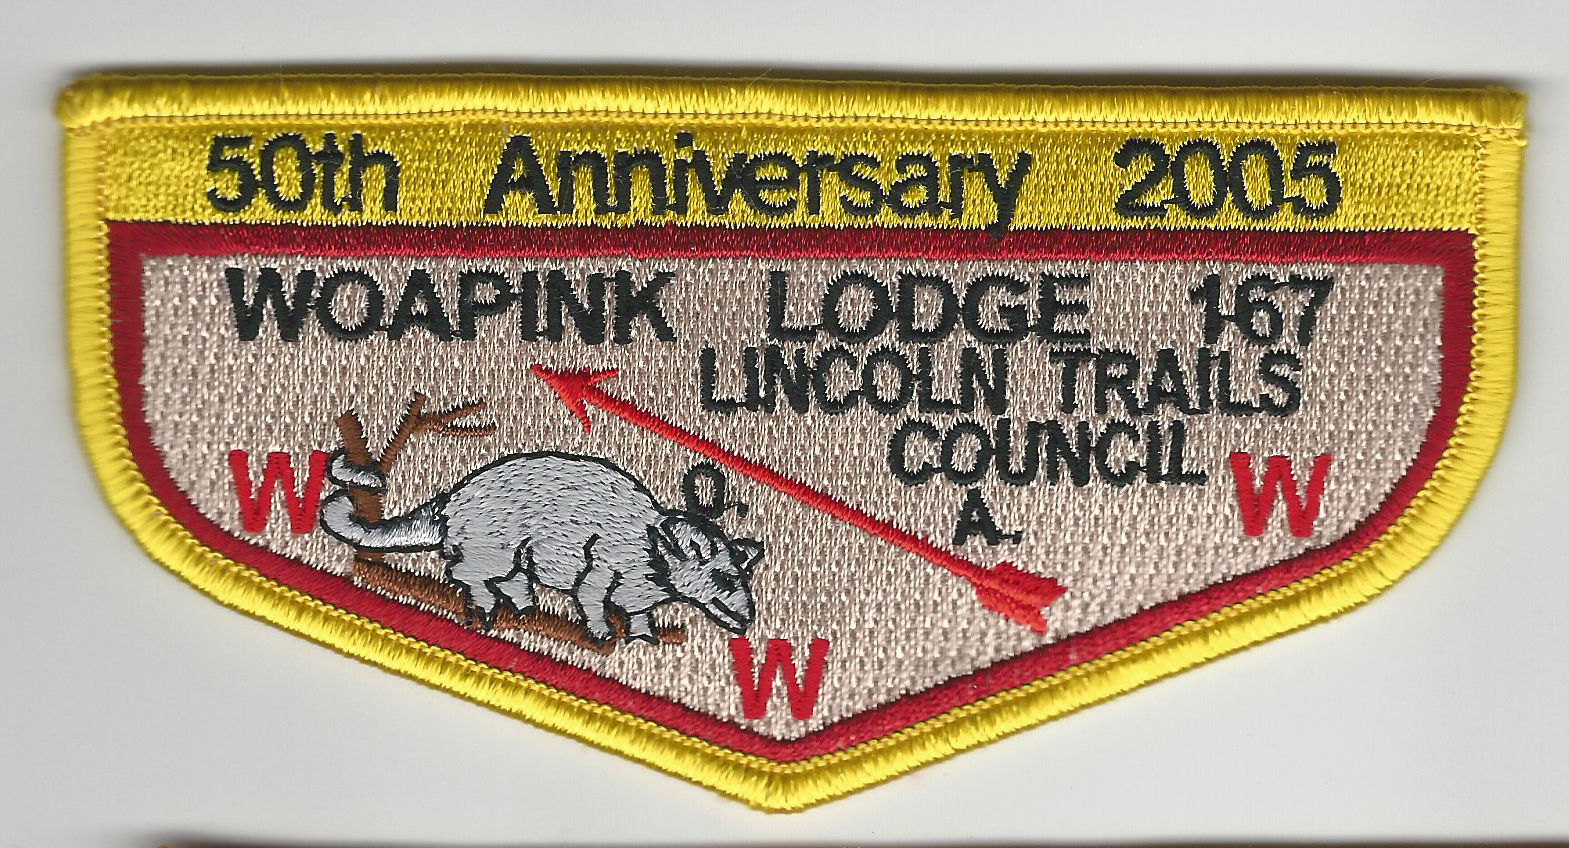 50th Anniversary 2005
WOAPINK LODGE 167
LINCOLN TRAILS
COUNCIL
W
W
O.
A.
W